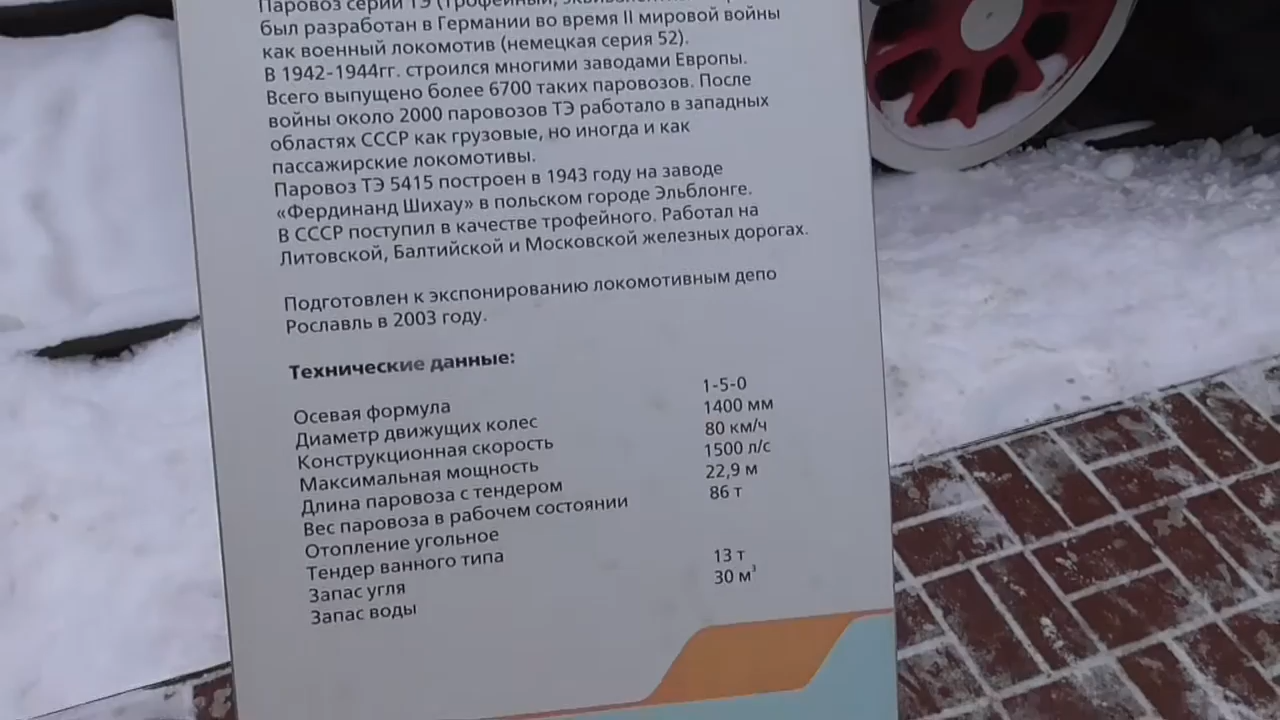 Паровоз серии ТЭ (трофейный,
был разработан в Германии во время II мировой войны
как военный локомотив (немецкая серия 52).
В 1942-1944гг. строился многими заводами Европы.
Всего выпущено более 6700 таких паровозов. После
войны около 2000 паровозов ТЭ работало в западных
областях СССР как грузовые, но иногда и как
пассажирские локомотивы.
Паровоз ТЭ 5415 построен в 1943 году на заводе
«Фердинанд Шихау» в польском городе Эльблонге.
В СССР поступил в качестве трофейного. Работал на
Литовской, Балтийской и Московской железных дорогах.
Подготовлен к экспонированию локомотивным депо
Рославль в 2003 году.
Технические данные:
Осевая формула 1-5-0
Диаметр движущих колес 1400 мм
Конструкционная скорость 80 км/ч
Максимальная мощность 1500 л/с
Длина паровоза с тендером 22,9 м
Вес паровоза в рабочем состоянии 86 т
Отопление угольное
Тендер ванного типа
Запас угля 13 т
Запас воды 30 м³